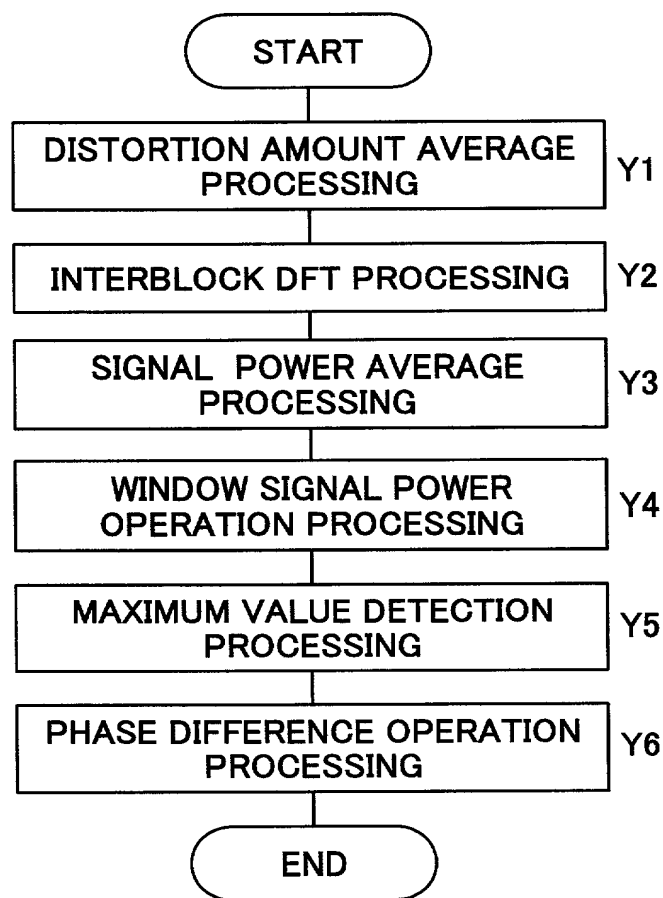 START
DISTORTION AMOUNT AVERAGE
PROCESSING
Y1
INTERBLOCK DFT PROCESSING
Y2
SIGNAL POWER AVERAGE
PROCESSING
Y3
WINDOW SIGNAL POWER
OPERATION PROCESSING
Y4
MAXIMUM VALUE DETECTION
PROCESSING
Y5
PHASE DIFFERENCE OPERATION
PROCESSING
Y6
END